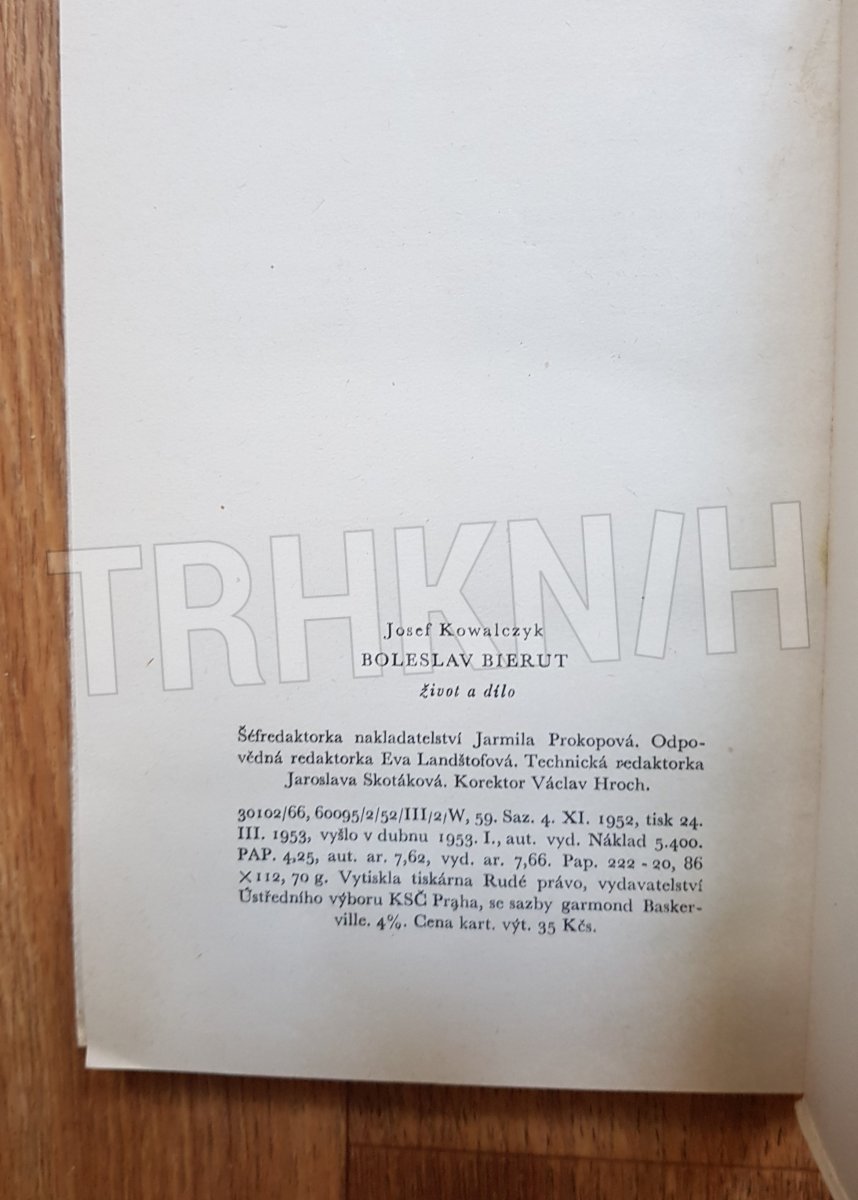 TRHKNIH
Josef Kowalczyk
BOLESLAV BIERUT
život a dílo
Šéfredaktorka nakladatelství Jarmila Prokopová. Odpo-
vědná redaktorka Eva Landštofová. Technická redaktorka
Jaroslava Skotáková. Korektor Václav Hroch.
30102/66, 60095/2/52/III/2/W, 59. Saz. 4. XI. 1952, tisk 24.
III. 1953, vyšlo v dubnu 1953. I., aut. vyd. Náklad 5.400.
PAP. 4,25, aut. ar. 7,62, vyd. ar. 7,66. Pap. 222 - 20, 86
×112, 70 g. Vytiskla tiskárna Rudé právo, vydavatelství
Ústředního výboru KSČ Praha, se sazby garmond Basker-
ville. 4%. Cena kart. výt. 35 Kčs.